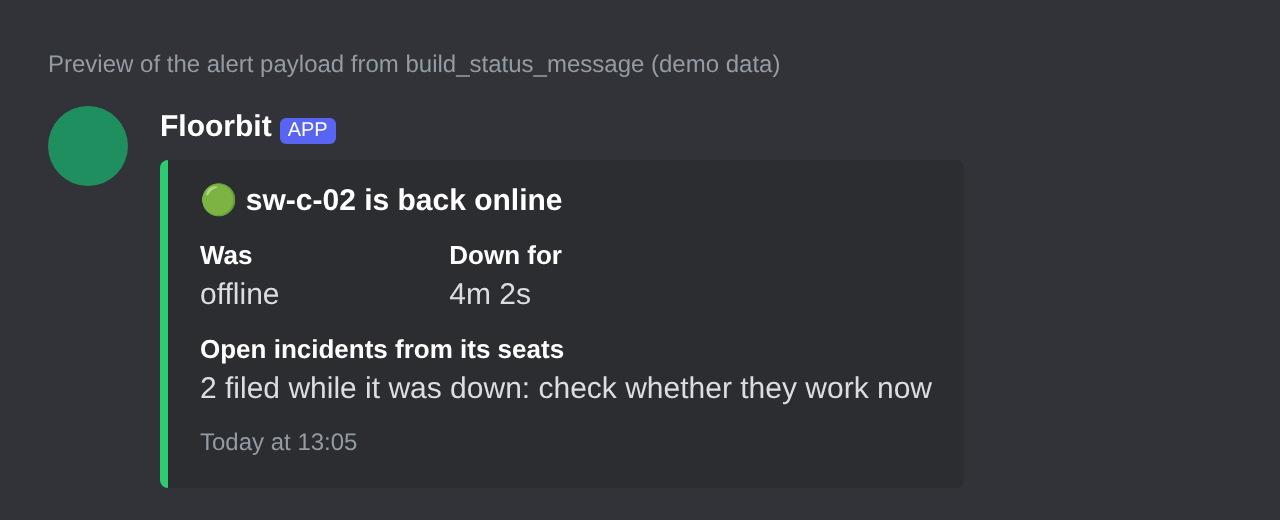 Preview of the alert payload from build_status_message (demo data)
Floorbit APP
🟢 sw-c-02 is back online
Was Down for
offline 4m 2s
Open incidents from its seats
2 filed while it was down: check whether they work now
Today at 13:05